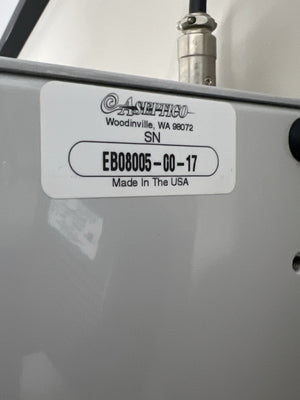 ASEPTICO
Woodinville, WA 98072
SN
EB08005-00-17
Made In The USA